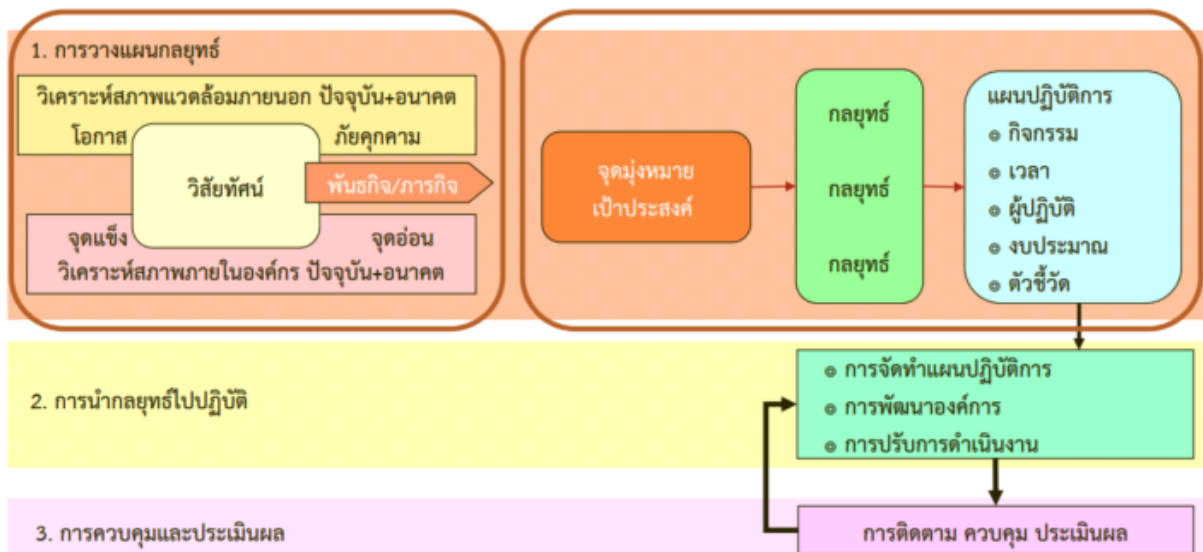 1. การวางแผนกลยุทธ์
วิเคราะห์สภาพแวดล้อมภายนอก ปัจจุบัน+อนาคต
โอกาส
ภัยคุกคาม
วิสัยทัศน์
พันธกิจ/ภารกิจ
จุดแข็ง
จุดอ่อน
วิเคราะห์สภาพภายในองค์กร ปัจจุบัน+อนาคต
จุดมุ่งหมาย
เป้าประสงค์
กลยุทธ์
กลยุทธ์
กลยุทธ์
แผนปฏิบัติการ
๏ กิจกรรม
๏ เวลา
๏ ผู้ปฏิบัติ
๏ งบประมาณ
๏ ตัวชี้วัด
2. การนำกลยุทธ์ไปปฏิบัติ
๏ การจัดทำแผนปฏิบัติการ
๏ การพัฒนาองค์การ
๏ การปรับการดำเนินงาน
3. การควบคุมและประเมินผล
การติดตาม ควบคุม ประเมินผล